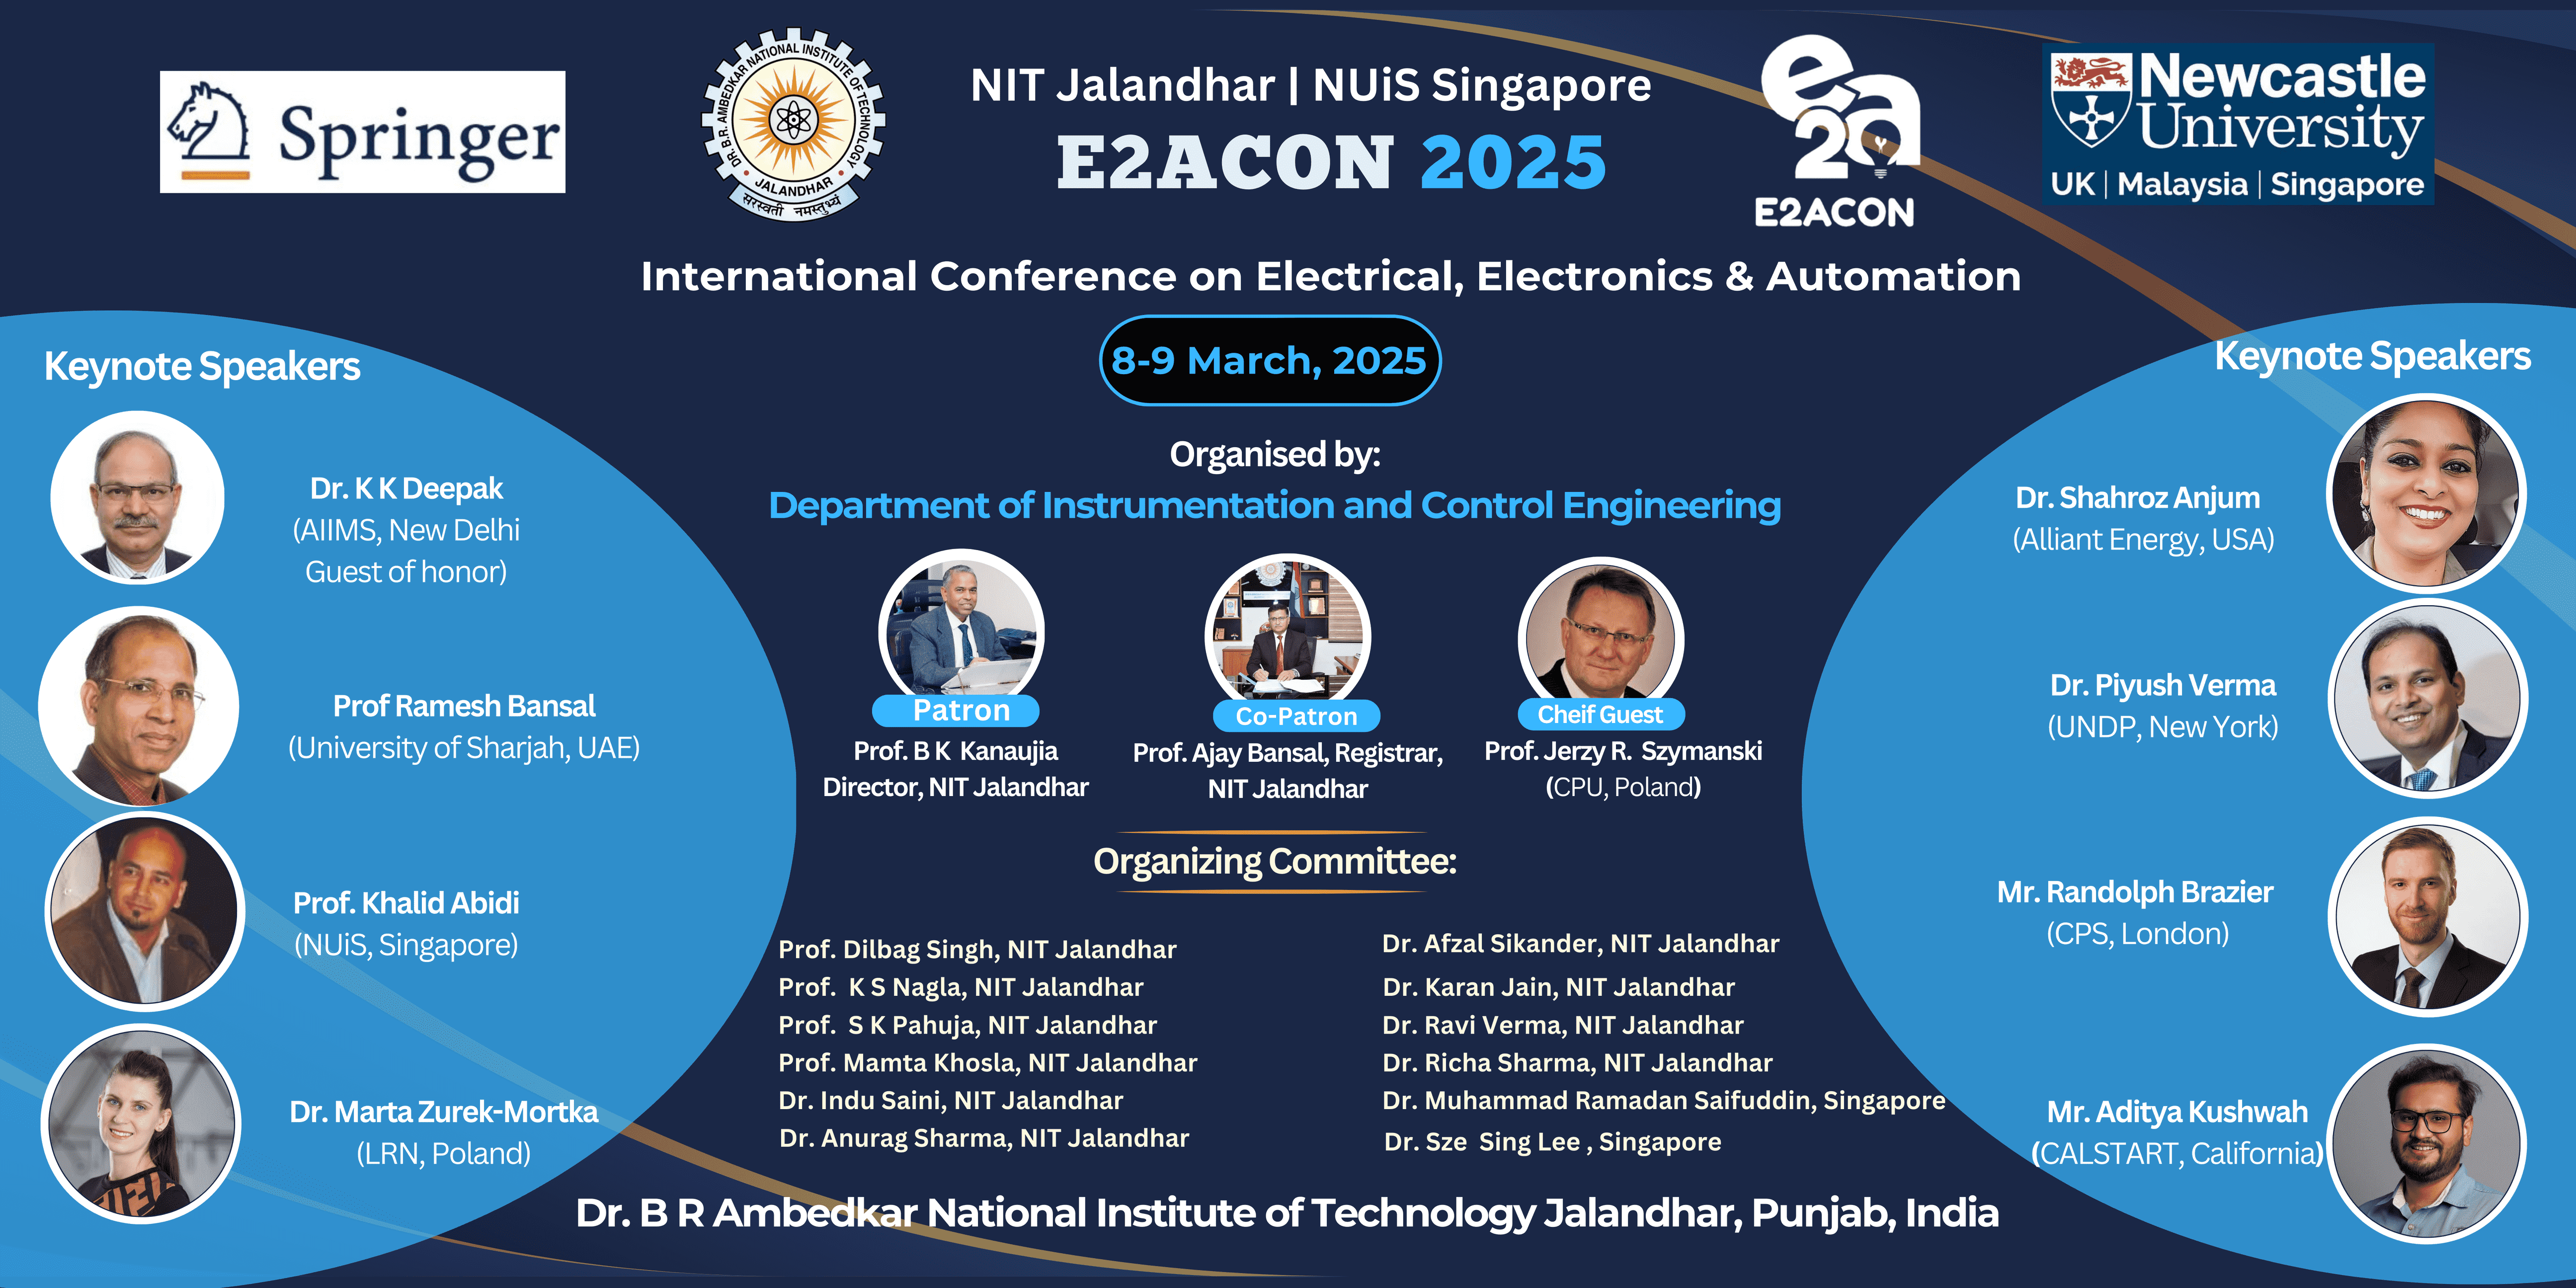 Springer
DR. B.R. AMBEDKAR NATIONAL INSTITUTE OF TECHNOLOGY
JALANDHAR
सरस्वती नमस्तुभ्यं
NIT Jalandhar | NUiS Singapore
E2ACON 2025
e2a
E2ACON
Newcastle
University
UK | Malaysia | Singapore
International Conference on Electrical, Electronics & Automation
8-9 March, 2025
Organised by:
Department of Instrumentation and Control Engineering
Keynote Speakers
Dr. K K Deepak
(AIIMS, New Delhi
Guest of honor)
Prof Ramesh Bansal
(University of Sharjah, UAE)
Prof. Khalid Abidi
(NUiS, Singapore)
Dr. Marta Zurek-Mortka
(LRN, Poland)
Patron
Prof. B K Kanaujia
Director, NIT Jalandhar
Co-Patron
Prof. Ajay Bansal, Registrar,
NIT Jalandhar
Cheif Guest
Prof. Jerzy R. Szymanski
(CPU, Poland)
Organizing Committee:
Prof. Dilbag Singh, NIT Jalandhar
Prof. K S Nagla, NIT Jalandhar
Prof. S K Pahuja, NIT Jalandhar
Prof. Mamta Khosla, NIT Jalandhar
Dr. Indu Saini, NIT Jalandhar
Dr. Anurag Sharma, NIT Jalandhar
Dr. Afzal Sikander, NIT Jalandhar
Dr. Karan Jain, NIT Jalandhar
Dr. Ravi Verma, NIT Jalandhar
Dr. Richa Sharma, NIT Jalandhar
Dr. Muhammad Ramadan Saifuddin, Singapore
Dr. Sze Sing Lee , Singapore
Keynote Speakers
Dr. Shahroz Anjum
(Alliant Energy, USA)
Dr. Piyush Verma
(UNDP, New York)
Mr. Randolph Brazier
(CPS, London)
Mr. Aditya Kushwah
(CALSTART, California)
Dr. B R Ambedkar National Institute of Technology Jalandhar, Punjab, India